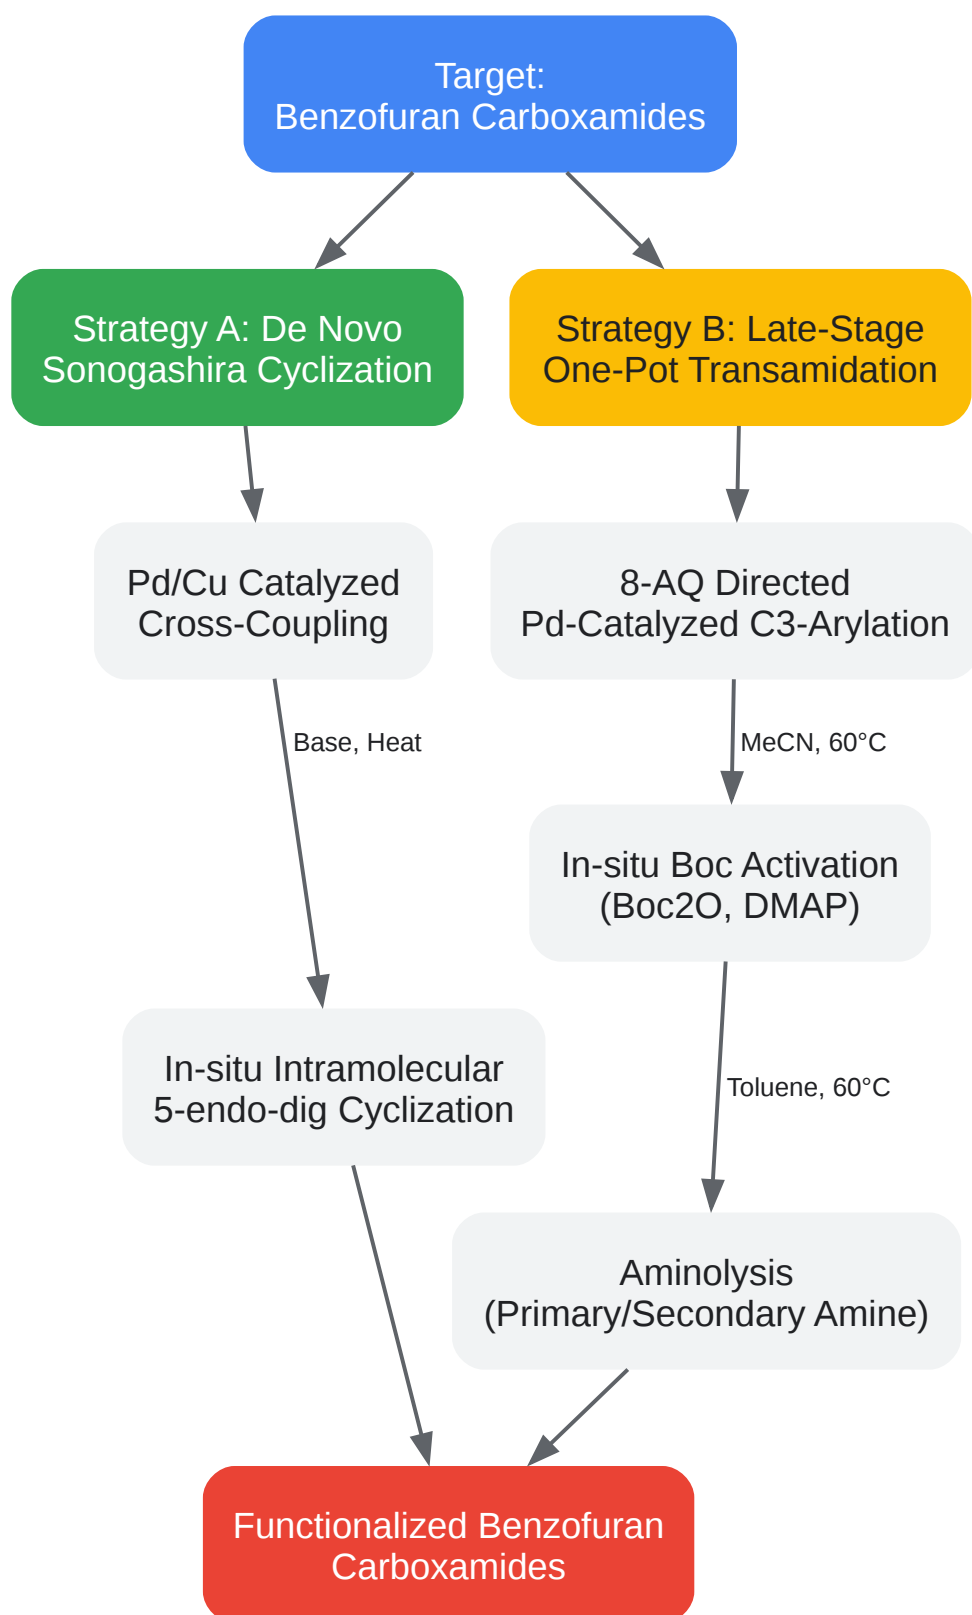 Target:
Benzofuran Carboxamides
Strategy A: De Novo
Sonogashira Cyclization
Strategy B: Late-Stage
One-Pot Transamidation
Pd/Cu Catalyzed
Cross-Coupling
8-AQ Directed
Pd-Catalyzed C3-Arylation
Base, Heat
MeCN, 60°C
In-situ Boc Activation
(Boc2O, DMAP)
In-situ Intramolecular
5-endo-dig Cyclization
Toluene, 60°C
Aminolysis
(Primary/Secondary Amine)
Functionalized Benzofuran
Carboxamides